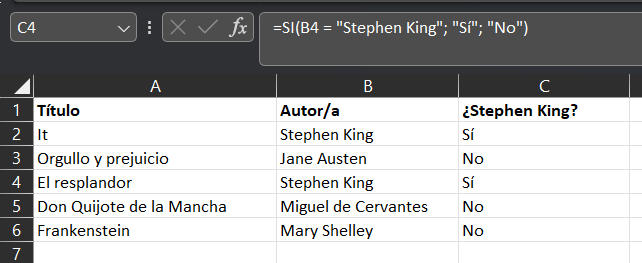 C4 fx =SI(B4 = "Stephen King"; "Sí"; "No")
A B C
1 Título Autor/a ¿Stephen King?
2 It Stephen King Sí
3 Orgullo y prejuicio Jane Austen No
4 El resplandor Stephen King Sí
5 Don Quijote de la Mancha Miguel de Cervantes No
6 Frankenstein Mary Shelley No
7